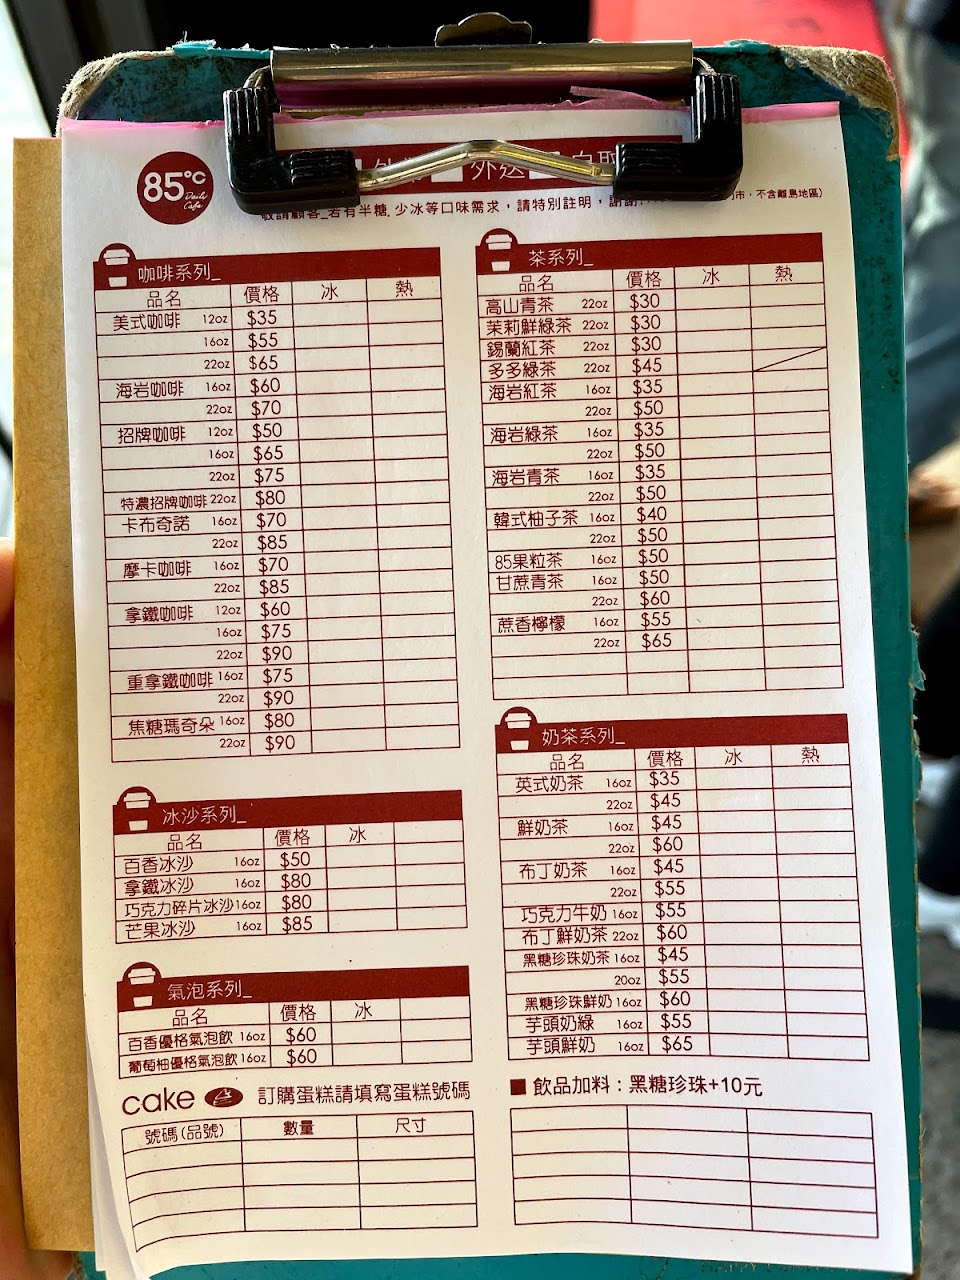 85°C
Daily
Cafe
外送
自取
敬請顧客_若有半糖, 少冰等口味需求，請特別註明，謝謝!
市，不含離島地區)
咖啡系列_
品名 價格 冰 熱
美式咖啡 12oz $35
16oz $55
22oz $65
海岩咖啡 16oz $60
22oz $70
招牌咖啡 12oz $50
16oz $65
22oz $75
特濃招牌咖啡 22oz $80
卡布奇諾 16oz $70
22oz $85
摩卡咖啡 16oz $70
22oz $85
拿鐵咖啡 12oz $60
16oz $75
22oz $90
重拿鐵咖啡 16oz $75
22oz $90
焦糖瑪奇朵 16oz $80
22oz $90
冰沙系列_
品名 價格 冰
百香冰沙 16oz $50
拿鐵冰沙 16oz $80
巧克力碎片冰沙 16oz $80
芒果冰沙 16oz $85
氣泡系列_
品名 價格 冰
百香優格氣泡飲 16oz $60
葡萄柚優格氣泡飲 16oz $60
cake 訂購蛋糕請填寫蛋糕號碼
號碼(品號) 數量 尺寸
茶系列_
品名 價格 冰 熱
高山青茶 22oz $30
茉莉鮮綠茶 22oz $30
錫蘭紅茶 22oz $30
多多綠茶 22oz $45
海岩紅茶 16oz $35
22oz $50
海岩綠茶 16oz $35
22oz $50
海岩青茶 16oz $35
22oz $50
韓式柚子茶 16oz $40
22oz $50
85果粒茶 16oz $50
甘蔗青茶 16oz $50
22oz $60
蔗香檸檬 16oz $55
22oz $65
奶茶系列_
品名 價格 冰 熱
英式奶茶 16oz $35
22oz $45
鮮奶茶 16oz $45
22oz $60
布丁奶茶 16oz $45
22oz $55
巧克力牛奶 16oz $55
布丁鮮奶茶 22oz $60
黑糖珍珠奶茶 16oz $45
20oz $55
黑糖珍珠鮮奶 16oz $60
芋頭奶綠 16oz $55
芋頭鮮奶 16oz $65
■ 飲品加料：黑糖珍珠+10元